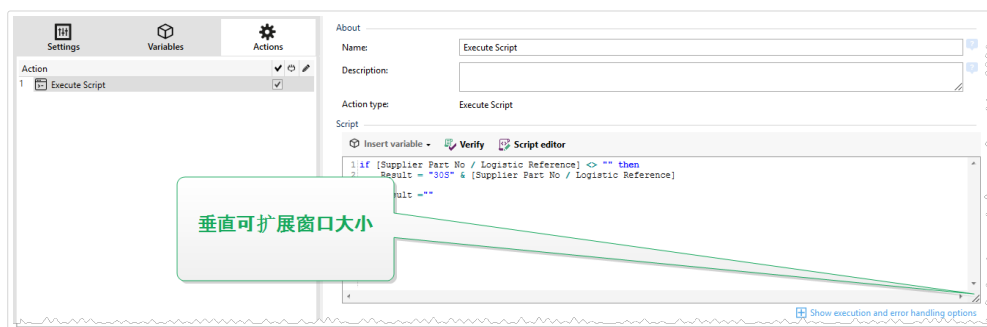 Settings
Variables
Actions
Action
1 Execute Script
About
Name: Execute Script
Description:
Action type: Execute Script
Script
Insert variable Verify Script editor
1 if [Supplier Part No / Logistic Reference] <> "" then
2 Result = "30S" & [Supplier Part No / Logistic Reference]
=""
垂直可扩展窗口大小
Show execution and error handling options